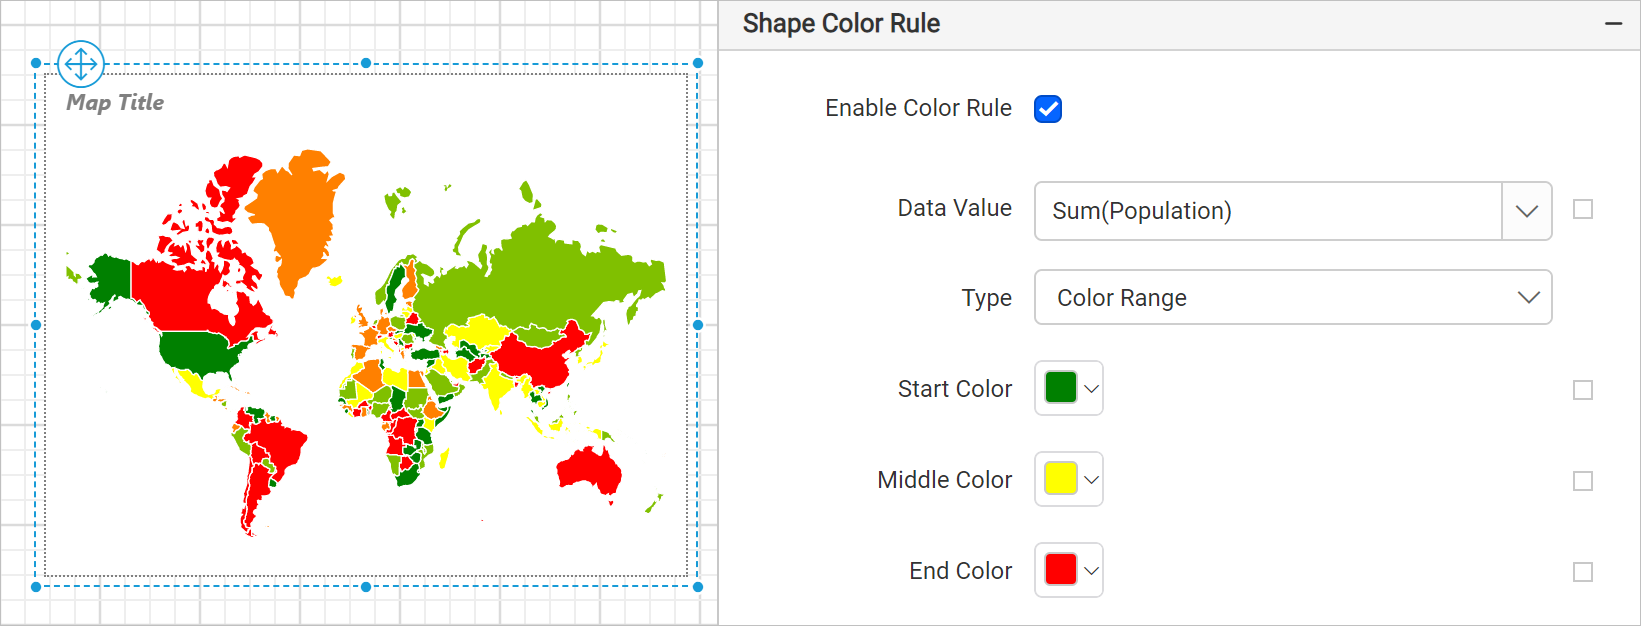 Map Title
Shape Color Rule
Enable Color Rule
Data Value
Sum(Population)
Type
Color Range
Start Color
Middle Color
End Color